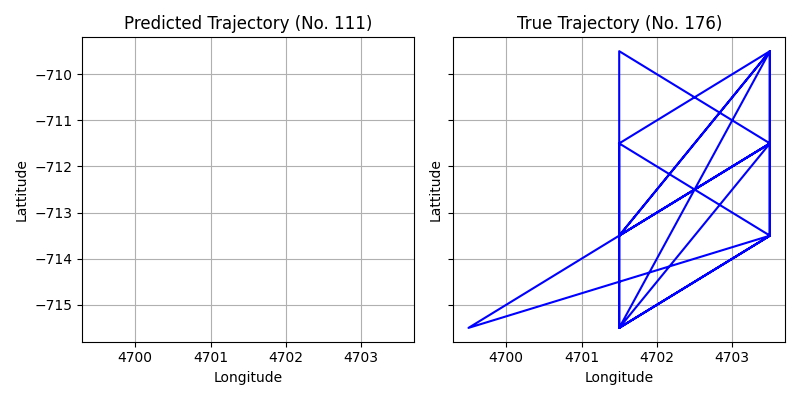 Predicted Trajectory (No. 111)
True Trajectory (No. 176)
Lattitude
−710
−711
−712
−713
−714
−715
4700
4701
4702
4703
Longitude
Lattitude
4700
4701
4702
4703
Longitude